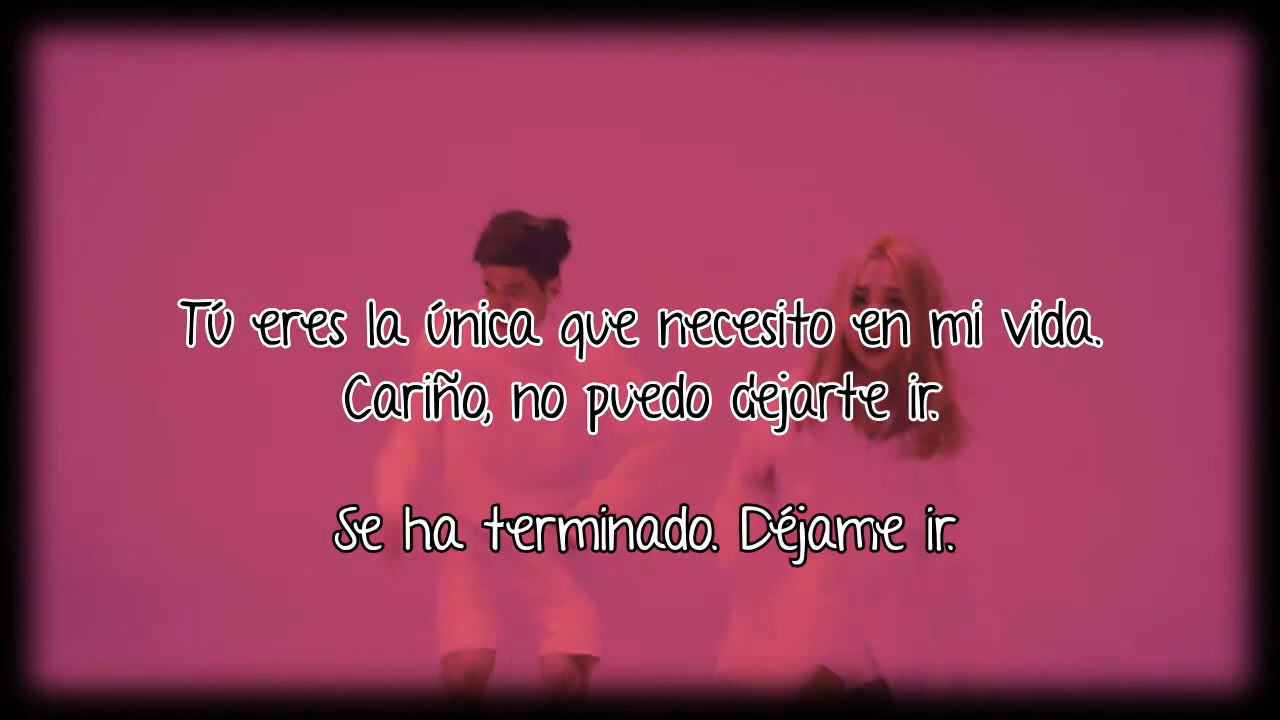 Tú eres la única que necesito en mi vida.
Cariño, no puedo dejarte ir.
Se ha terminado. Déjame ir.